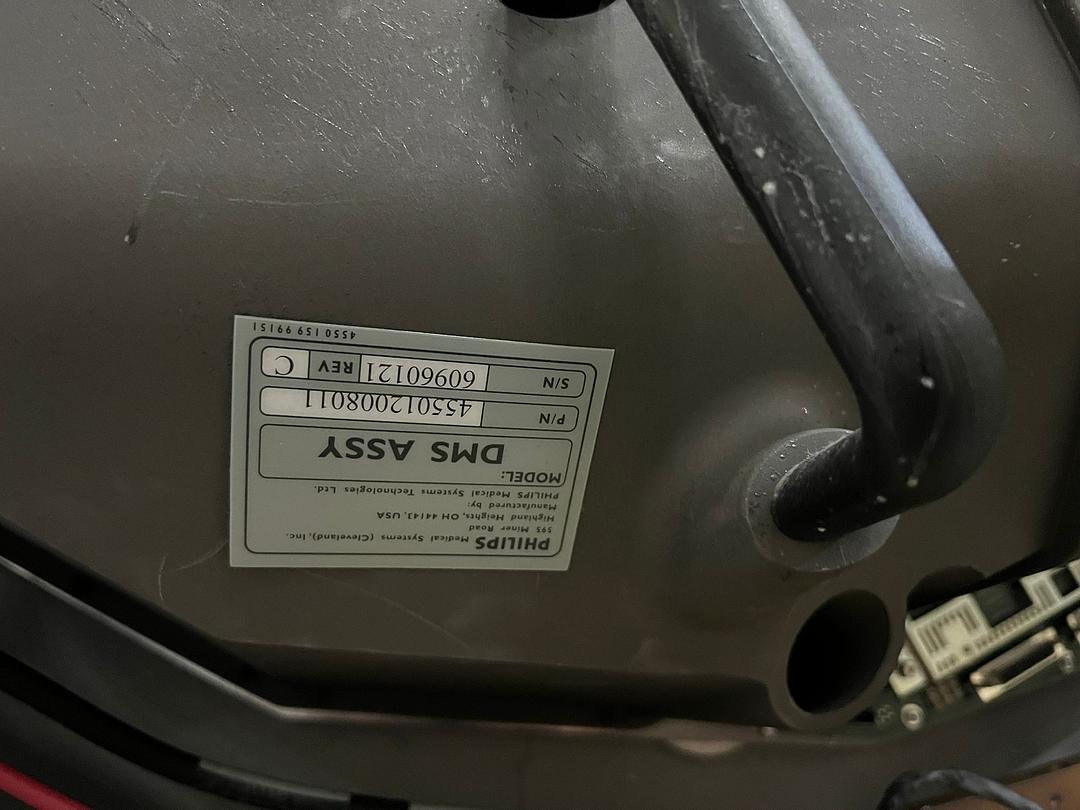 PHILIPS Medical Systems (Cleveland), Inc.
595 Miner Road
Highland Heights, OH 44143, USA
Manufactured by:
PHILIPS Medical Systems Technologies Ltd.
MODEL:
DMS ASSY
P/N 455012008011
S/N 60960121 REV C
4550 159 99151